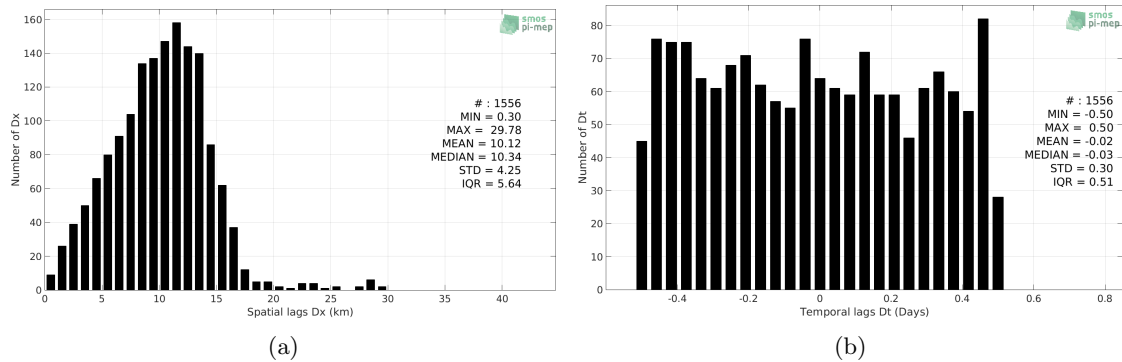 smos
pi-mep
# : 1556
MIN = 0.30
MAX = 29.78
MEAN = 10.12
MEDIAN = 10.34
STD = 4.25
IQR = 5.64
Number of Dx
160
140
120
100
80
60
40
20
0
0 5 10 15 20 25 30 35 40
Spatial lags Dx (km)
(a)
smos
pi-mep
# : 1556
MIN = -0.50
MAX = 0.50
MEAN = -0.02
MEDIAN = -0.03
STD = 0.30
IQR = 0.51
Number of Dt
80
70
60
50
40
30
20
10
0
-0.4 -0.2 0 0.2 0.4 0.6 0.8
Temporal lags Dt (Days)
(b)